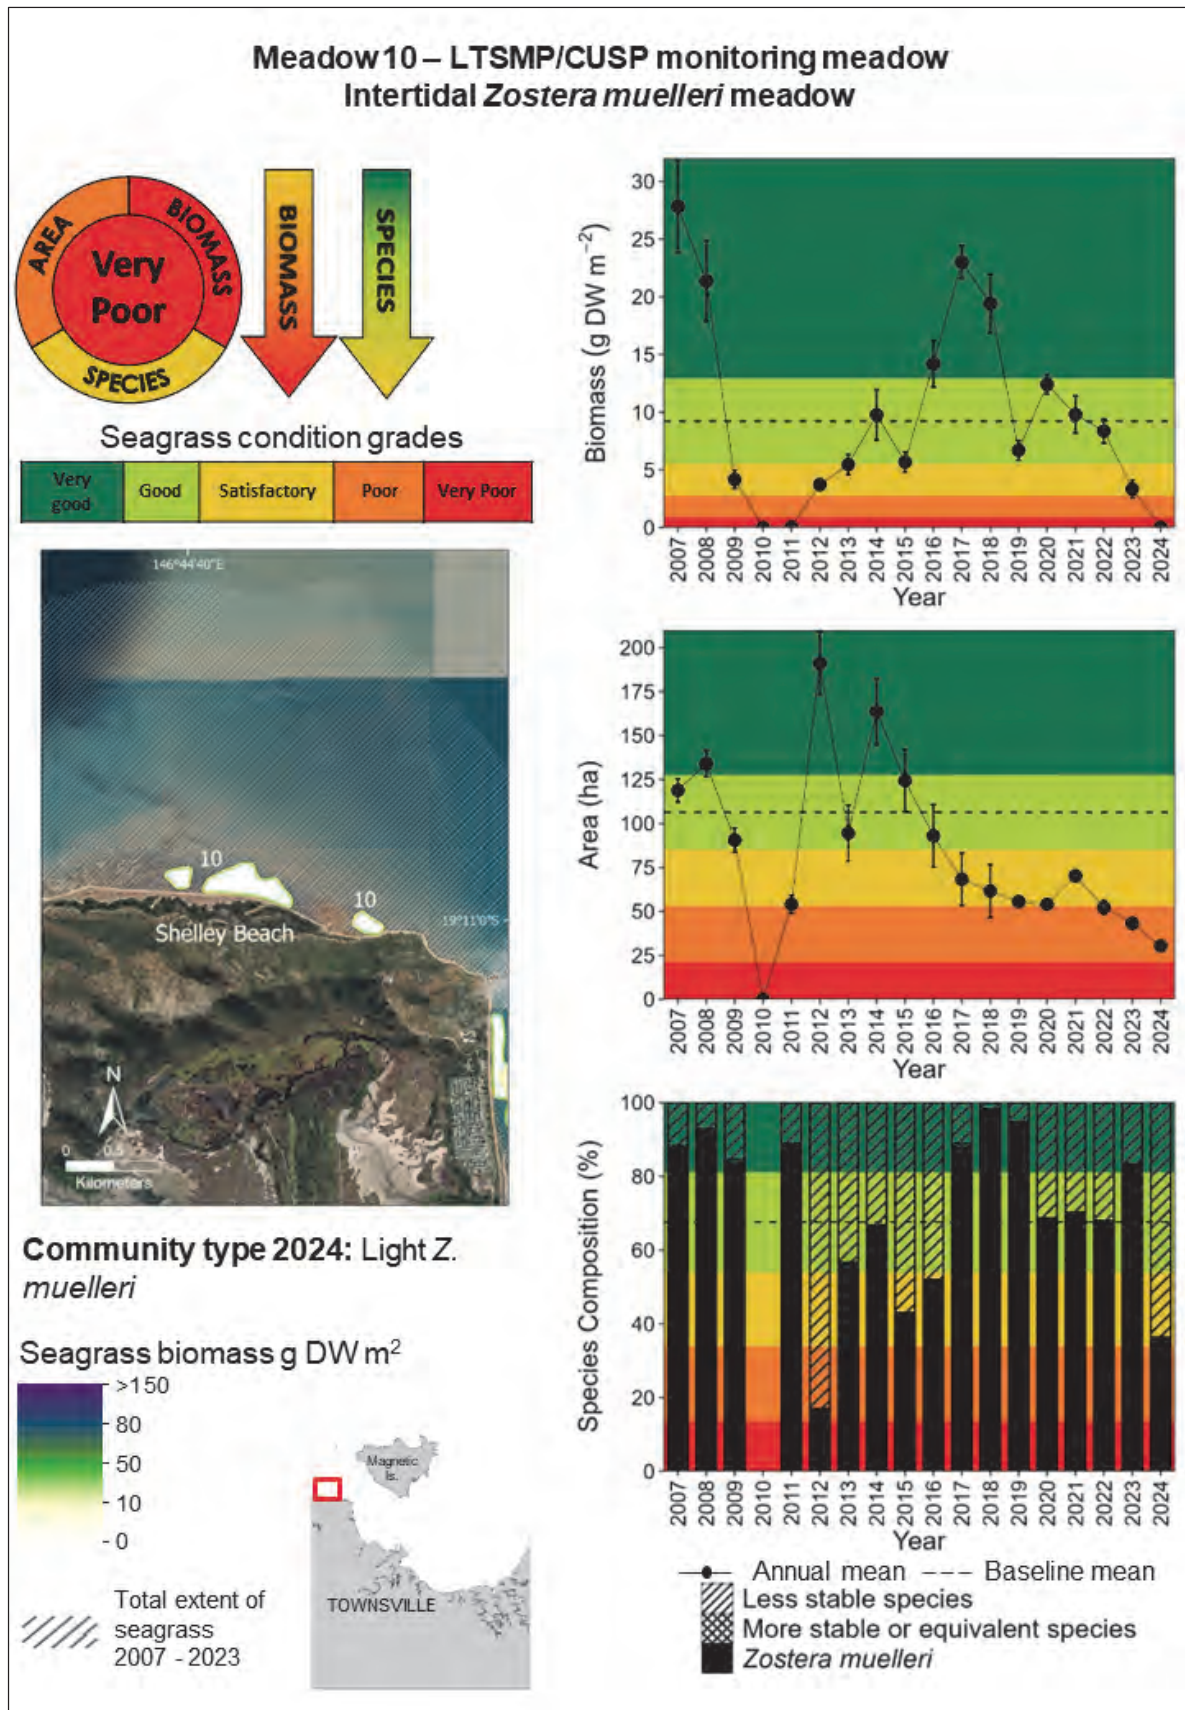 Meadow 10 – LTSMP/CUSP monitoring meadow
Intertidal Zostera muelleri meadow
AREA
BIOMASS
Very
Poor
SPECIES
BIOMASS
SPECIES
Seagrass condition grades
Very
good
Good
Satisfactory
Poor
Very Poor
146°44'40"E
10
10
19°11'0"S
Shelley Beach
N
0 0.5 1
Kilometers
Community type 2024: Light Z.
muelleri
Seagrass biomass g DW m²
>150
80
50
10
0
Total extent of
seagrass
2007 - 2023
Magnetic
Is.
TOWNSVILLE
Biomass (g DW m⁻²)
30
25
20
15
10
5
0
2007 2008 2009 2010 2011 2012 2013 2014 2015 2016 2017 2018 2019 2020 2021 2022 2023 2024
Year
Area (ha)
200
175
150
125
100
75
50
25
0
2007 2008 2009 2010 2011 2012 2013 2014 2015 2016 2017 2018 2019 2020 2021 2022 2023 2024
Year
Species Composition (%)
100
80
60
40
20
0
2007 2008 2009 2010 2011 2012 2013 2014 2015 2016 2017 2018 2019 2020 2021 2022 2023 2024
Year
Annual mean
Baseline mean
Less stable species
More stable or equivalent species
Zostera muelleri